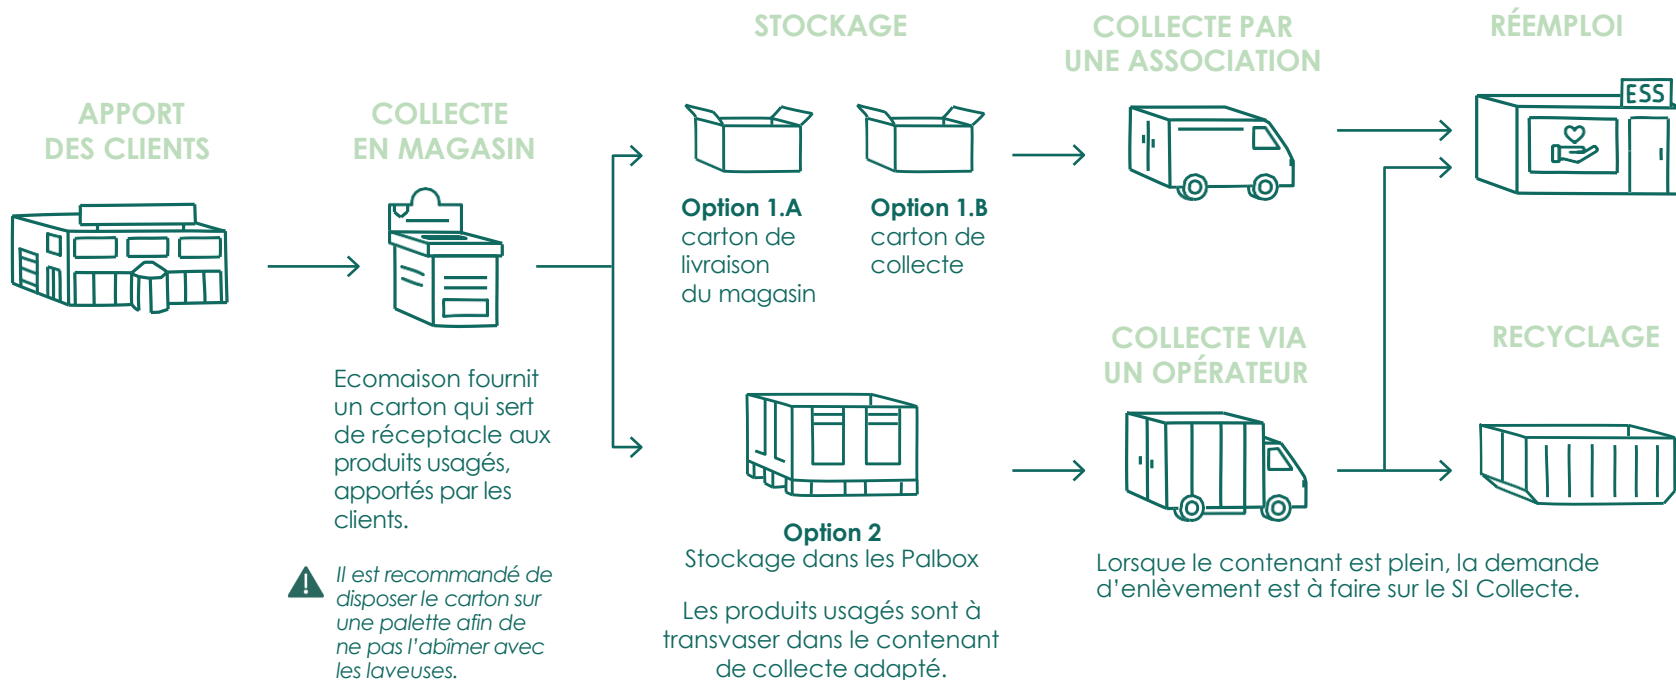 APPORT
DES CLIENTS
COLLECTE
EN MAGASIN
Ecomaison fournit
un carton qui sert
de réceptacle aux
produits usagés,
apportés par les
clients.
Il est recommandé de
disposer le carton sur
une palette afin de
ne pas l’abîmer avec
les laveuses.
STOCKAGE
Option 1.A
carton de
livraison
du magasin
Option 1.B
carton de
collecte
Option 2
Stockage dans les Palbox
Les produits usagés sont à
transvaser dans le contenant
de collecte adapté.
COLLECTE PAR
UNE ASSOCIATION
COLLECTE VIA
UN OPÉRATEUR
Lorsque le contenant est plein, la demande
d’enlèvement est à faire sur le SI Collecte.
RÉEMPLOI
ESS
RECYCLAGE